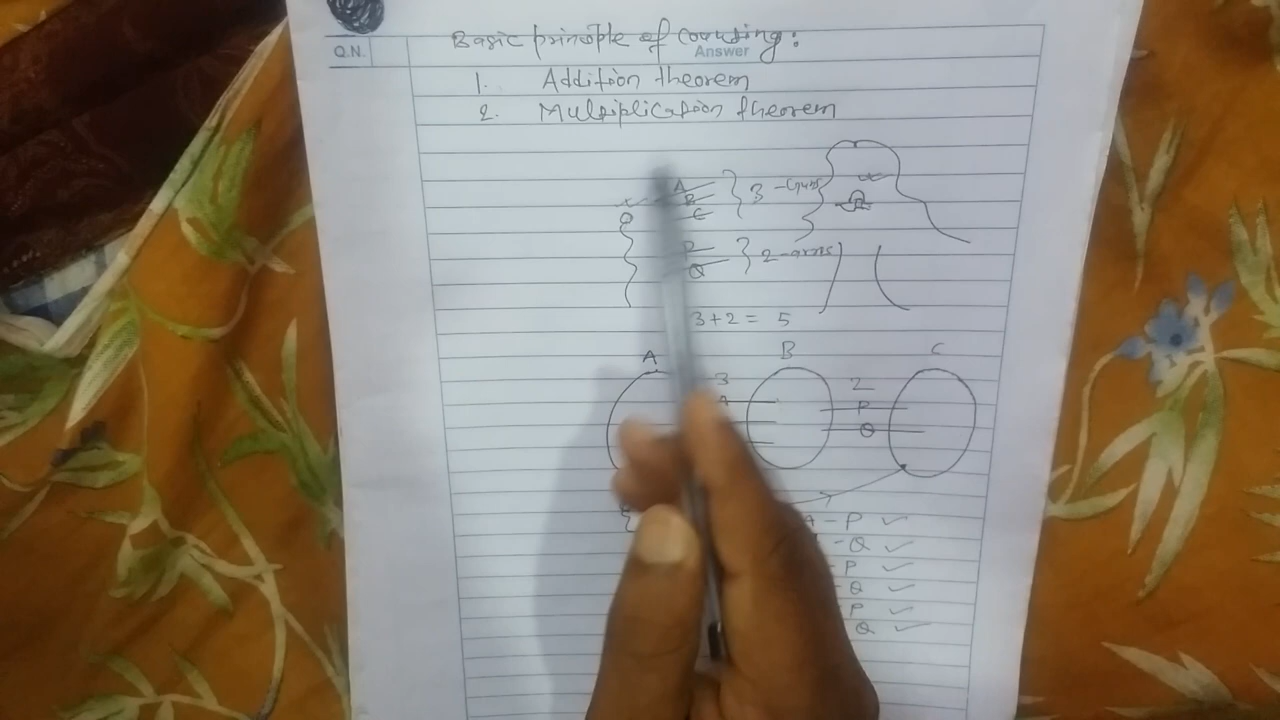 Basic principle of counting:
Q.N.
Answer
1. Addition theorem
2. Multiplication theorem
A
B
C
3
Q
2
3+2 = 5
A B C
3 2
P
Q
A - P ✓
- Q ✓
- P ✓
- Q ✓
P ✓
Q ✓